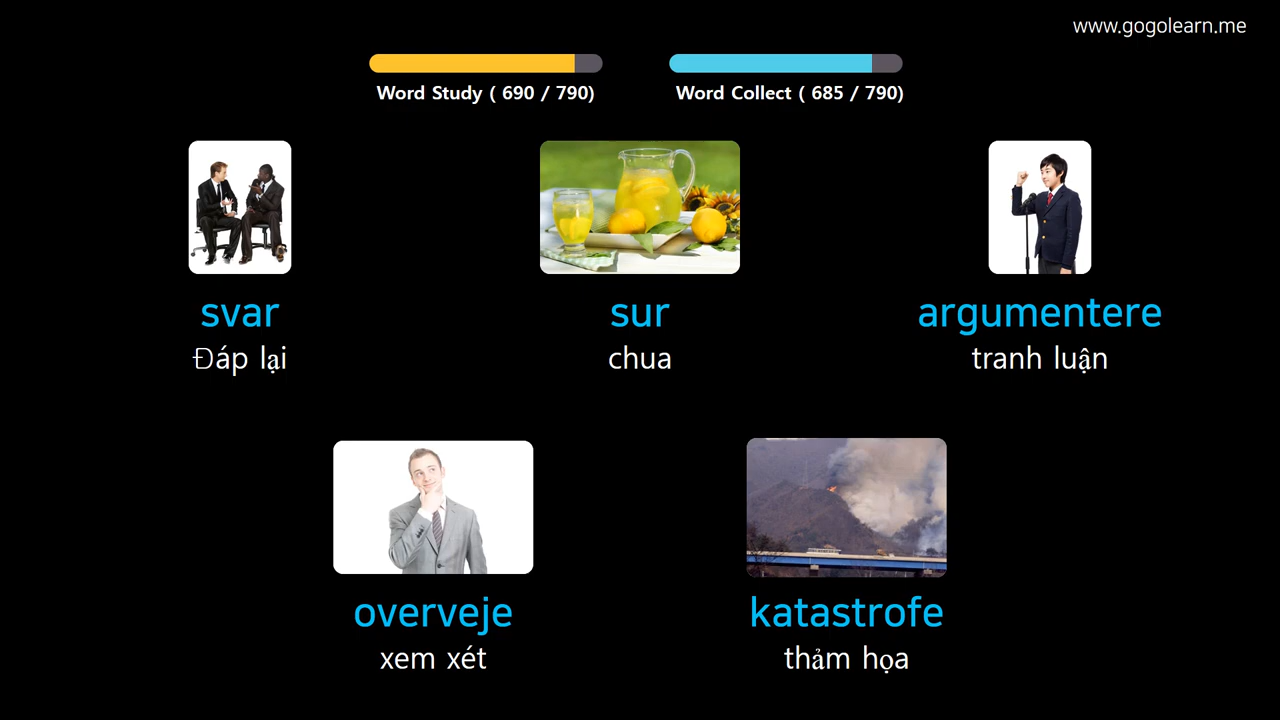 www.gogolearn.me
Word Study ( 690 / 790)
Word Collect ( 685 / 790)
svar
Đáp lại
sur
chua
argumentere
tranh luận
overveje
xem xét
katastrofe
thảm họa